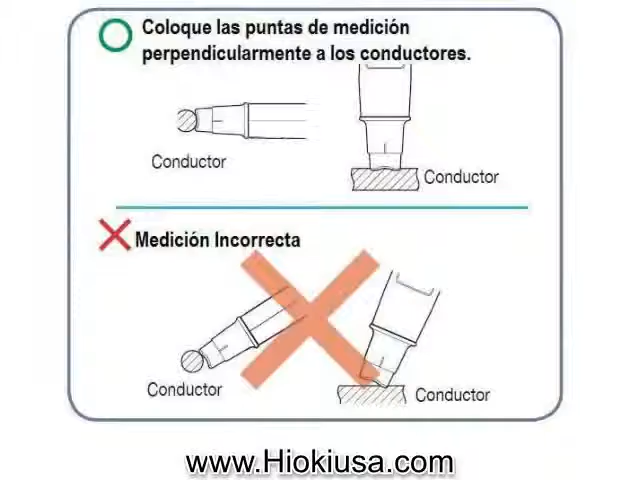 Coloque las puntas de medición
perpendicularmente a los conductores.
Conductor
Conductor
Medición Incorrecta
Conductor
Conductor
www.Hiokiusa.com